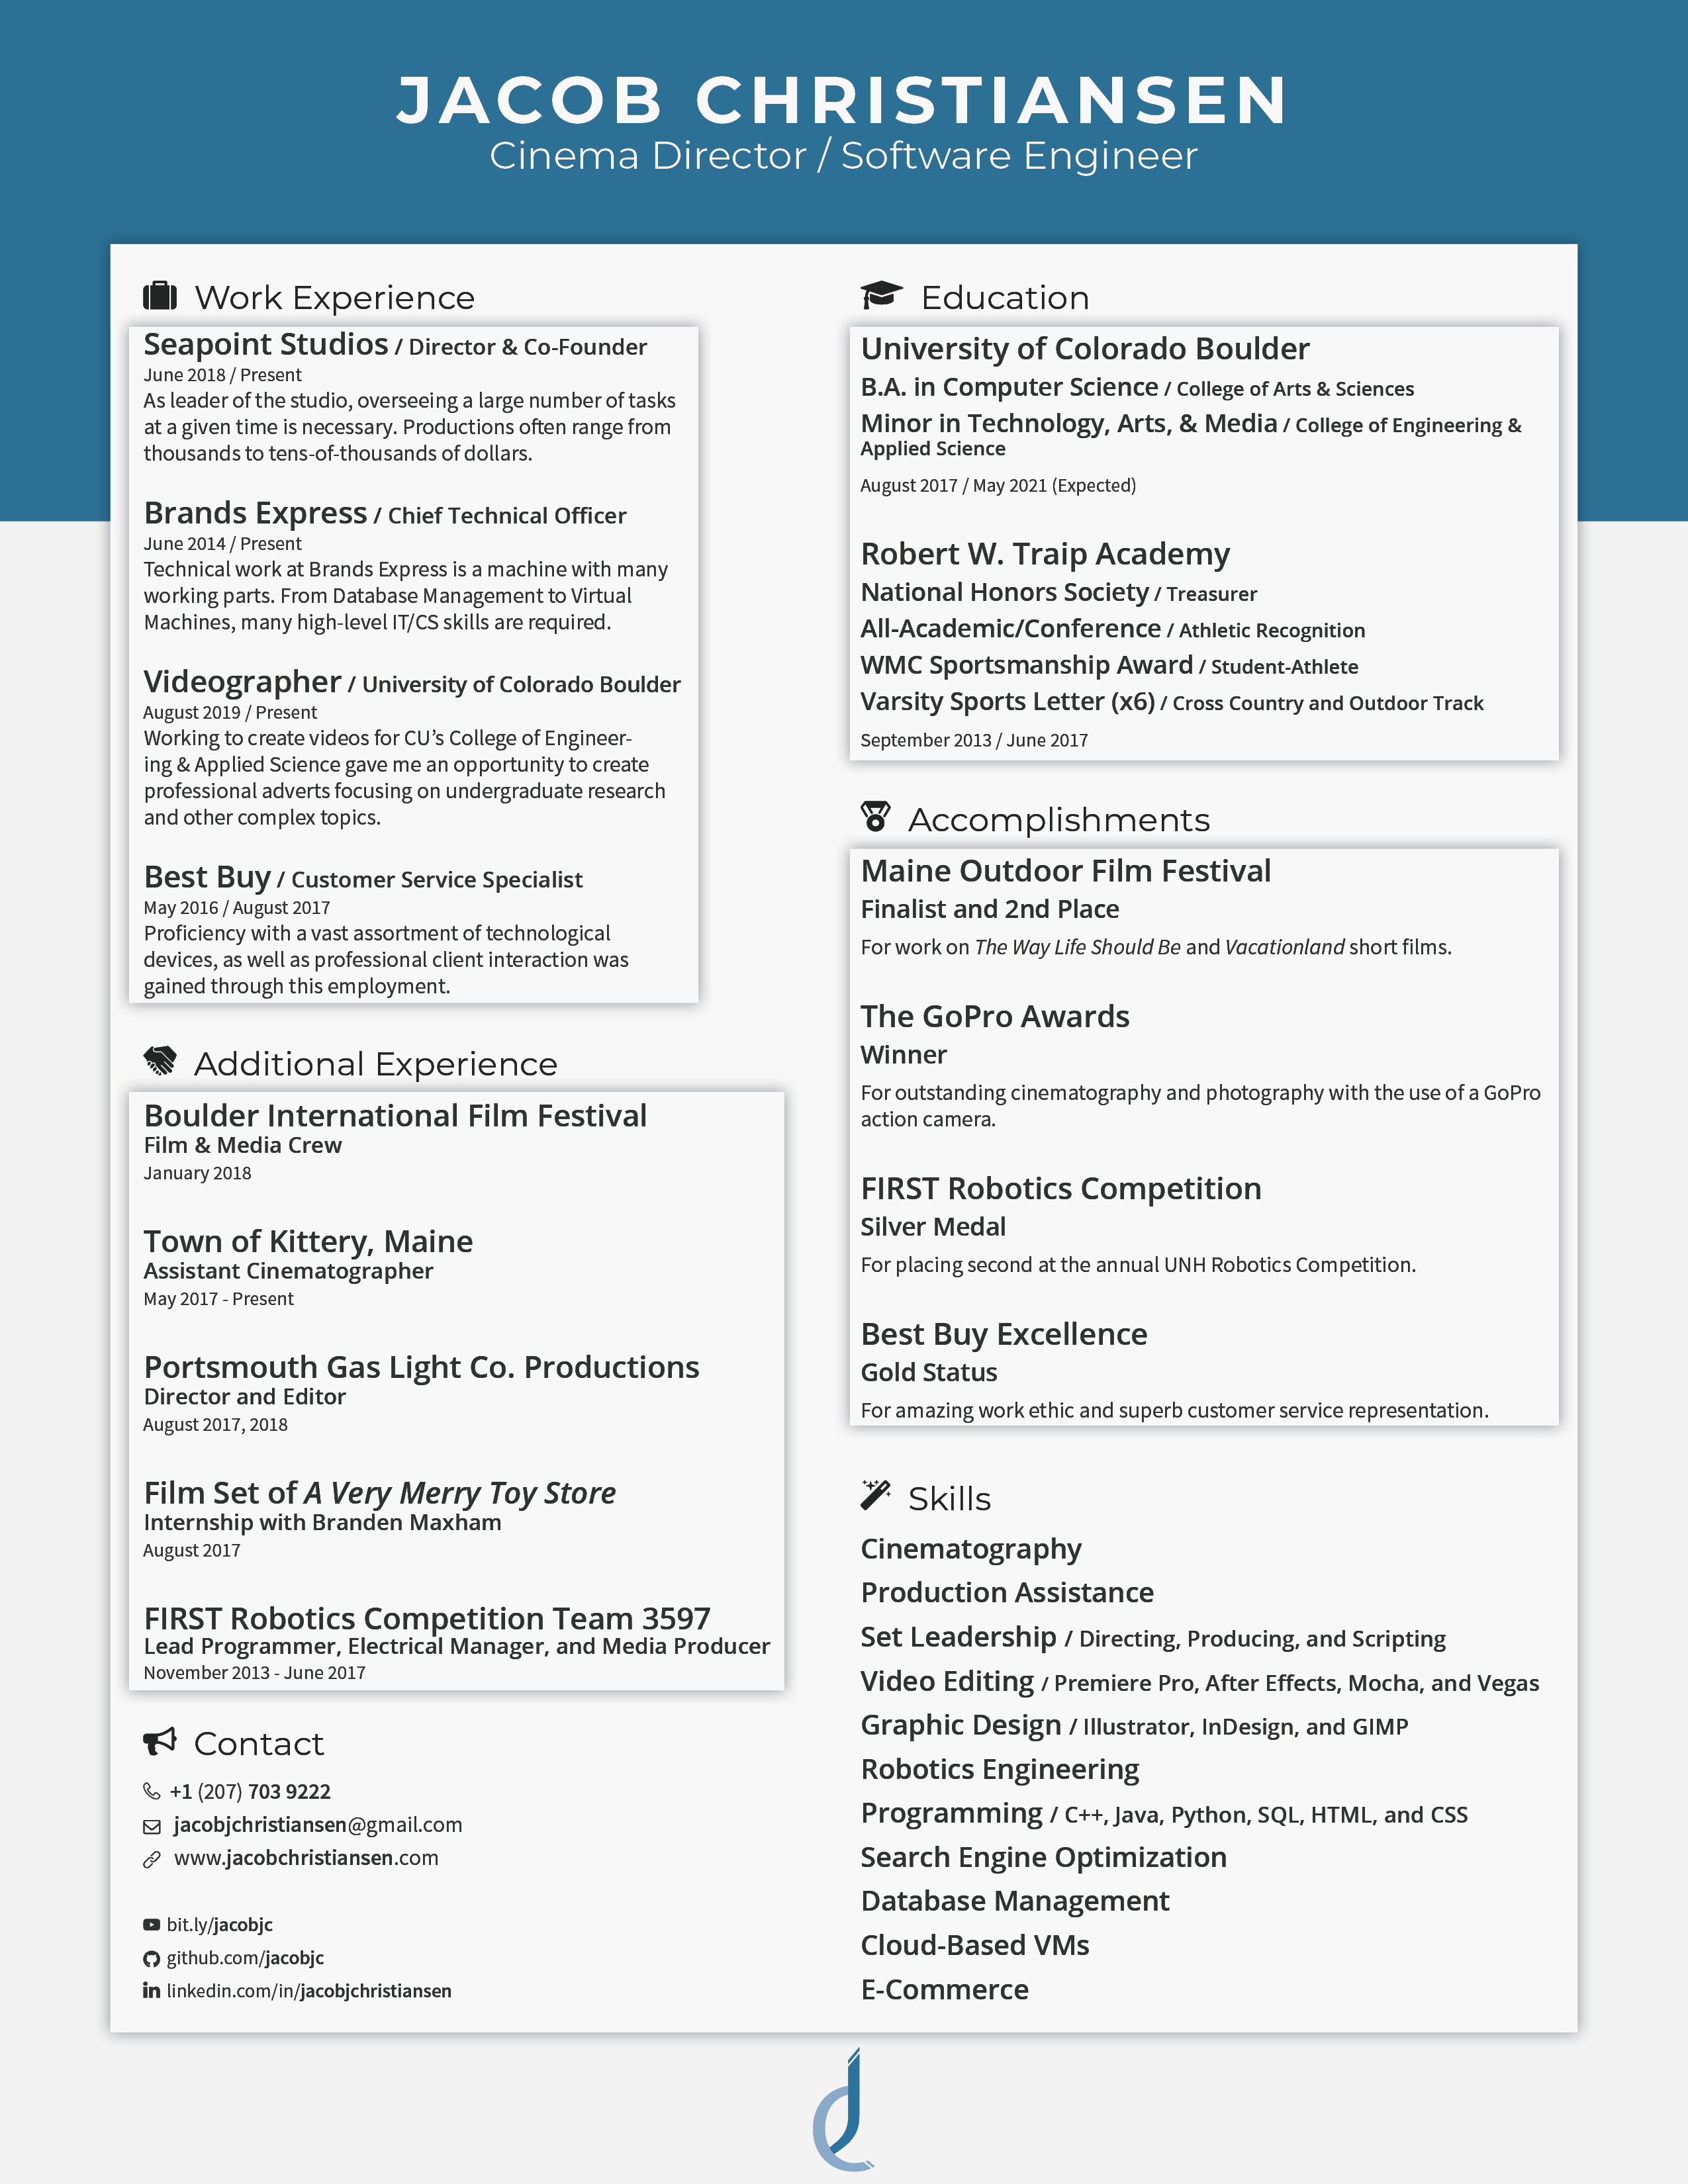 JACOB CHRISTIANSEN
Cinema Director / Software Engineer
Work Experience
Seapoint Studios / Director & Co-Founder
June 2018 / Present
As leader of the studio, overseeing a large number of tasks
at a given time is necessary. Productions often range from
thousands to tens-of-thousands of dollars.
Brands Express / Chief Technical Officer
June 2014 / Present
Technical work at Brands Express is a machine with many
working parts. From Database Management to Virtual
Machines, many high-level IT/CS skills are required.
Videographer / University of Colorado Boulder
August 2019 / Present
Working to create videos for CU’s College of Engineer-
ing & Applied Science gave me an opportunity to create
professional adverts focusing on undergraduate research
and other complex topics.
Best Buy / Customer Service Specialist
May 2016 / August 2017
Proficiency with a vast assortment of technological
devices, as well as professional client interaction was
gained through this employment.
Additional Experience
Boulder International Film Festival
Film & Media Crew
January 2018
Town of Kittery, Maine
Assistant Cinematographer
May 2017 - Present
Portsmouth Gas Light Co. Productions
Director and Editor
August 2017, 2018
Film Set of A Very Merry Toy Store
Internship with Branden Maxham
August 2017
FIRST Robotics Competition Team 3597
Lead Programmer, Electrical Manager, and Media Producer
November 2013 - June 2017
Contact
+1 (207) 703 9222
jacobjchristiansen@gmail.com
www.jacobchristiansen.com
bit.ly/jacobjc
github.com/jacobjc
linkedin.com/in/jacobjchristiansen
Education
University of Colorado Boulder
B.A. in Computer Science / College of Arts & Sciences
Minor in Technology, Arts, & Media / College of Engineering &
Applied Science
August 2017 / May 2021 (Expected)
Robert W. Traip Academy
National Honors Society / Treasurer
All-Academic/Conference / Athletic Recognition
WMC Sportsmanship Award / Student-Athlete
Varsity Sports Letter (x6) / Cross Country and Outdoor Track
September 2013 / June 2017
Accomplishments
Maine Outdoor Film Festival
Finalist and 2nd Place
For work on The Way Life Should Be and Vacationland short films.
The GoPro Awards
Winner
For outstanding cinematography and photography with the use of a GoPro
action camera.
FIRST Robotics Competition
Silver Medal
For placing second at the annual UNH Robotics Competition.
Best Buy Excellence
Gold Status
For amazing work ethic and superb customer service representation.
Skills
Cinematography
Production Assistance
Set Leadership / Directing, Producing, and Scripting
Video Editing / Premiere Pro, After Effects, Mocha, and Vegas
Graphic Design / Illustrator, InDesign, and GIMP
Robotics Engineering
Programming / C++, Java, Python, SQL, HTML, and CSS
Search Engine Optimization
Database Management
Cloud-Based VMs
E-Commerce